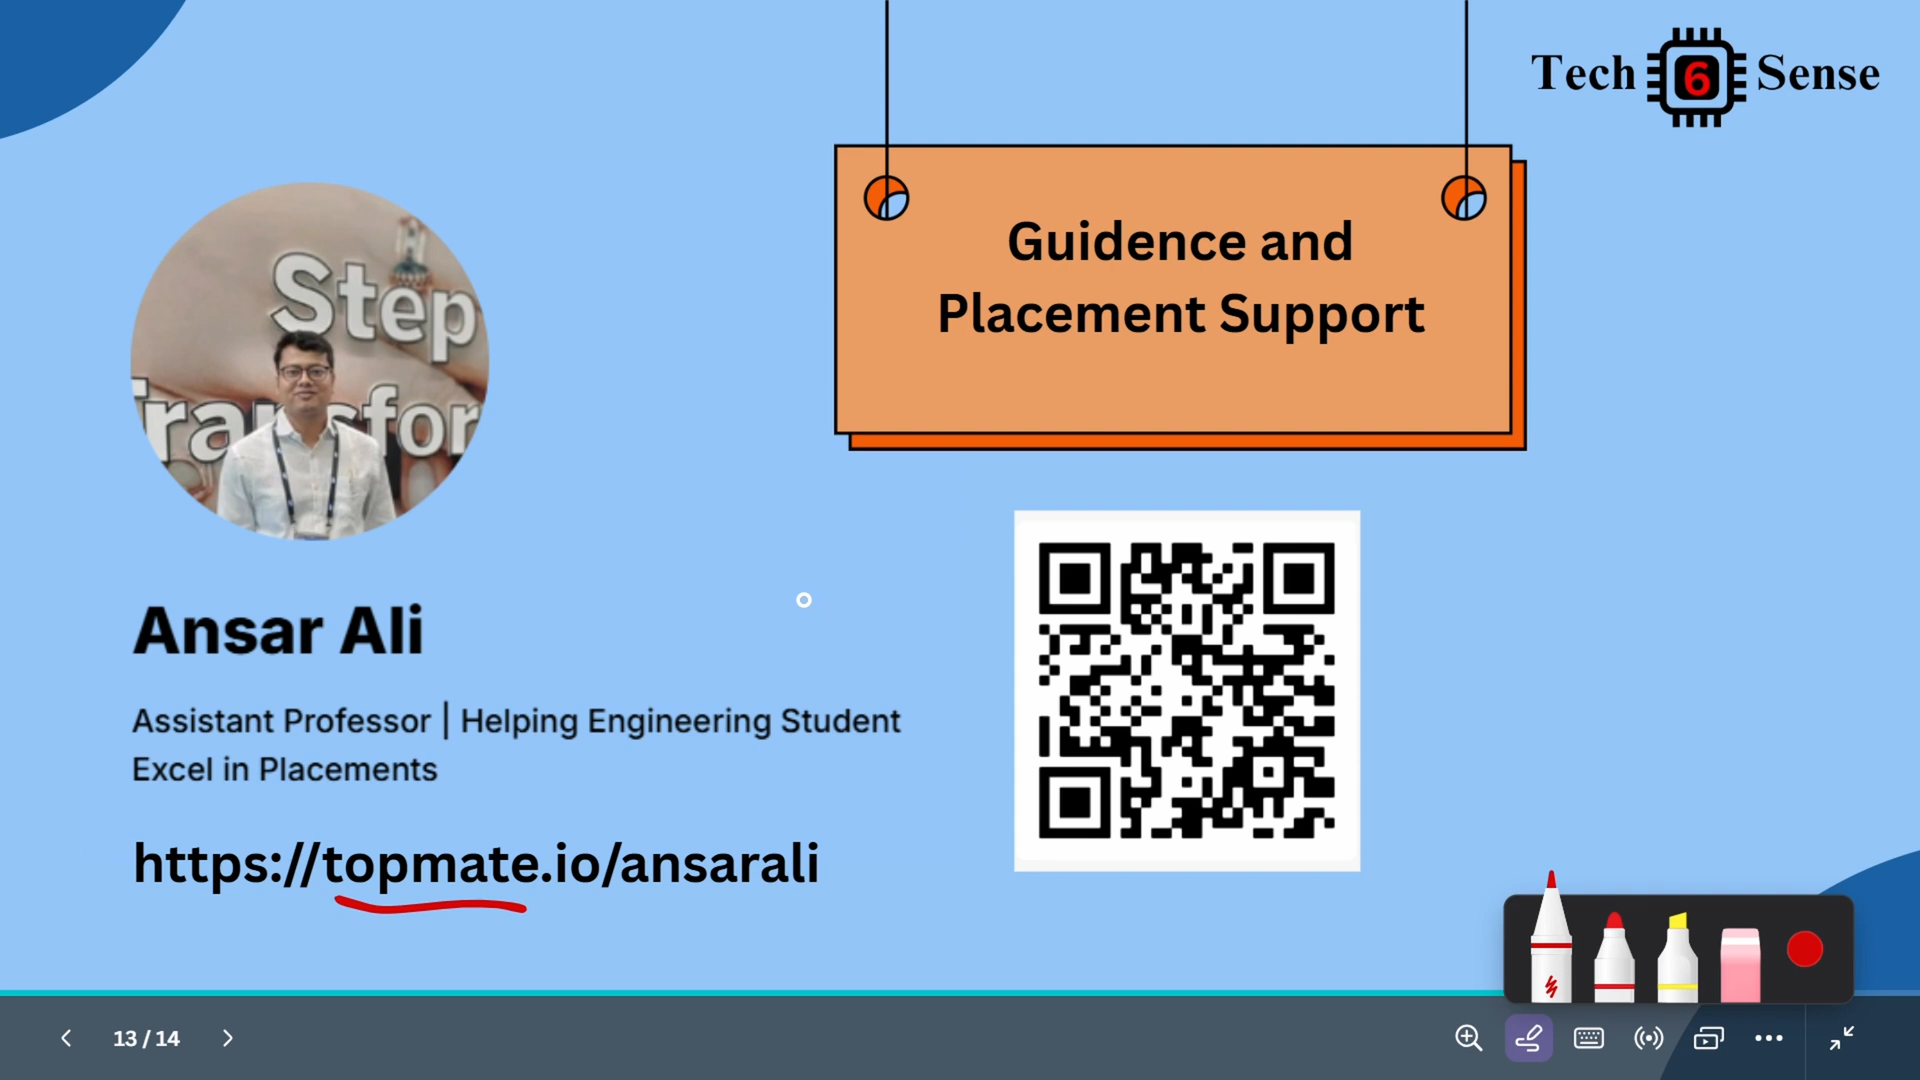 Tech 6 Sense
Guidence and
Placement Support
Step
Transfor
Ansar Ali
Assistant Professor | Helping Engineering Student
Excel in Placements
https://topmate.io/ansarali
13 / 14